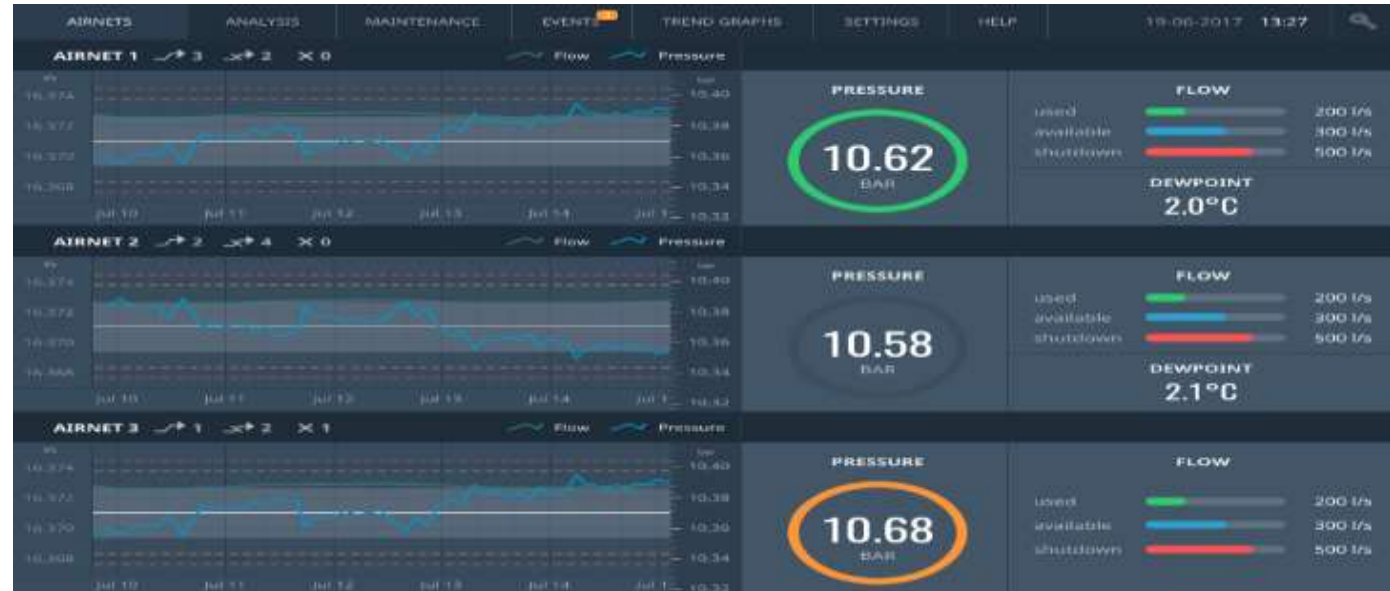 AIRNETS ANALYSIS MAINTENANCE EVENTS TREND GRAPHS SETTINGS HELP 19-06-2017 13:27
AIRNET 1 3 2 0 Flow Pressure
10.40
10.38
10.36
10.34
10.32
Jul 10 Jul 11 Jul 12 Jul 13 Jul 14
PRESSURE
10.62
BAR
FLOW
used 200 l/s
available 300 l/s
shutdown 500 l/s
DEWPOINT
2.0°C
AIRNET 2 2 4 0 Flow Pressure
10.40
10.38
10.36
10.34
10.32
Jul 10 Jul 11 Jul 12 Jul 13 Jul 14
PRESSURE
10.58
BAR
FLOW
used 200 l/s
available 300 l/s
shutdown 500 l/s
DEWPOINT
2.1°C
AIRNET 3 1 2 1 Flow Pressure
10.40
10.38
10.36
10.34
Jul 10 Jul 11 Jul 12 Jul 13 Jul 14
PRESSURE
10.68
BAR
FLOW
used 200 l/s
available 300 l/s
shutdown 500 l/s